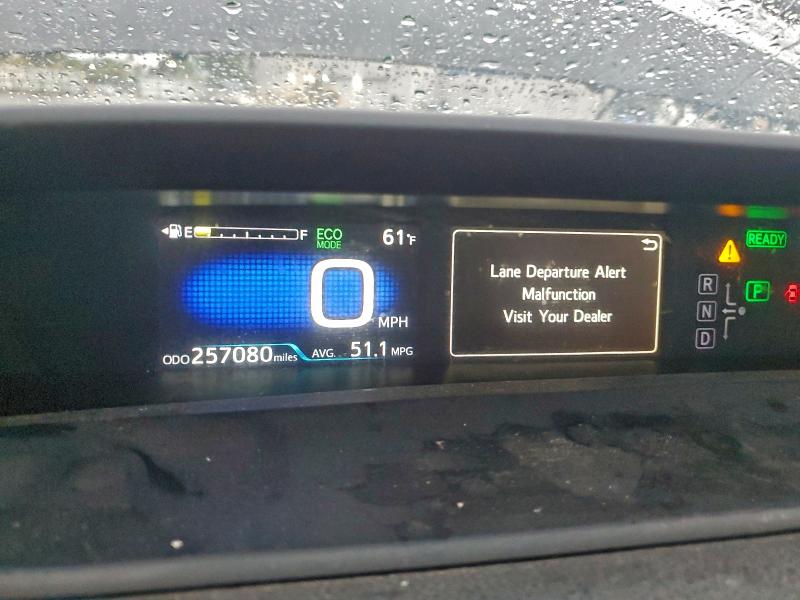 E F ECO 61°F
MODE
0 MPH
ODO 257080 miles AVG. 51.1 MPG
Lane Departure Alert
Malfunction
Visit Your Dealer
READY
R
P
N
D